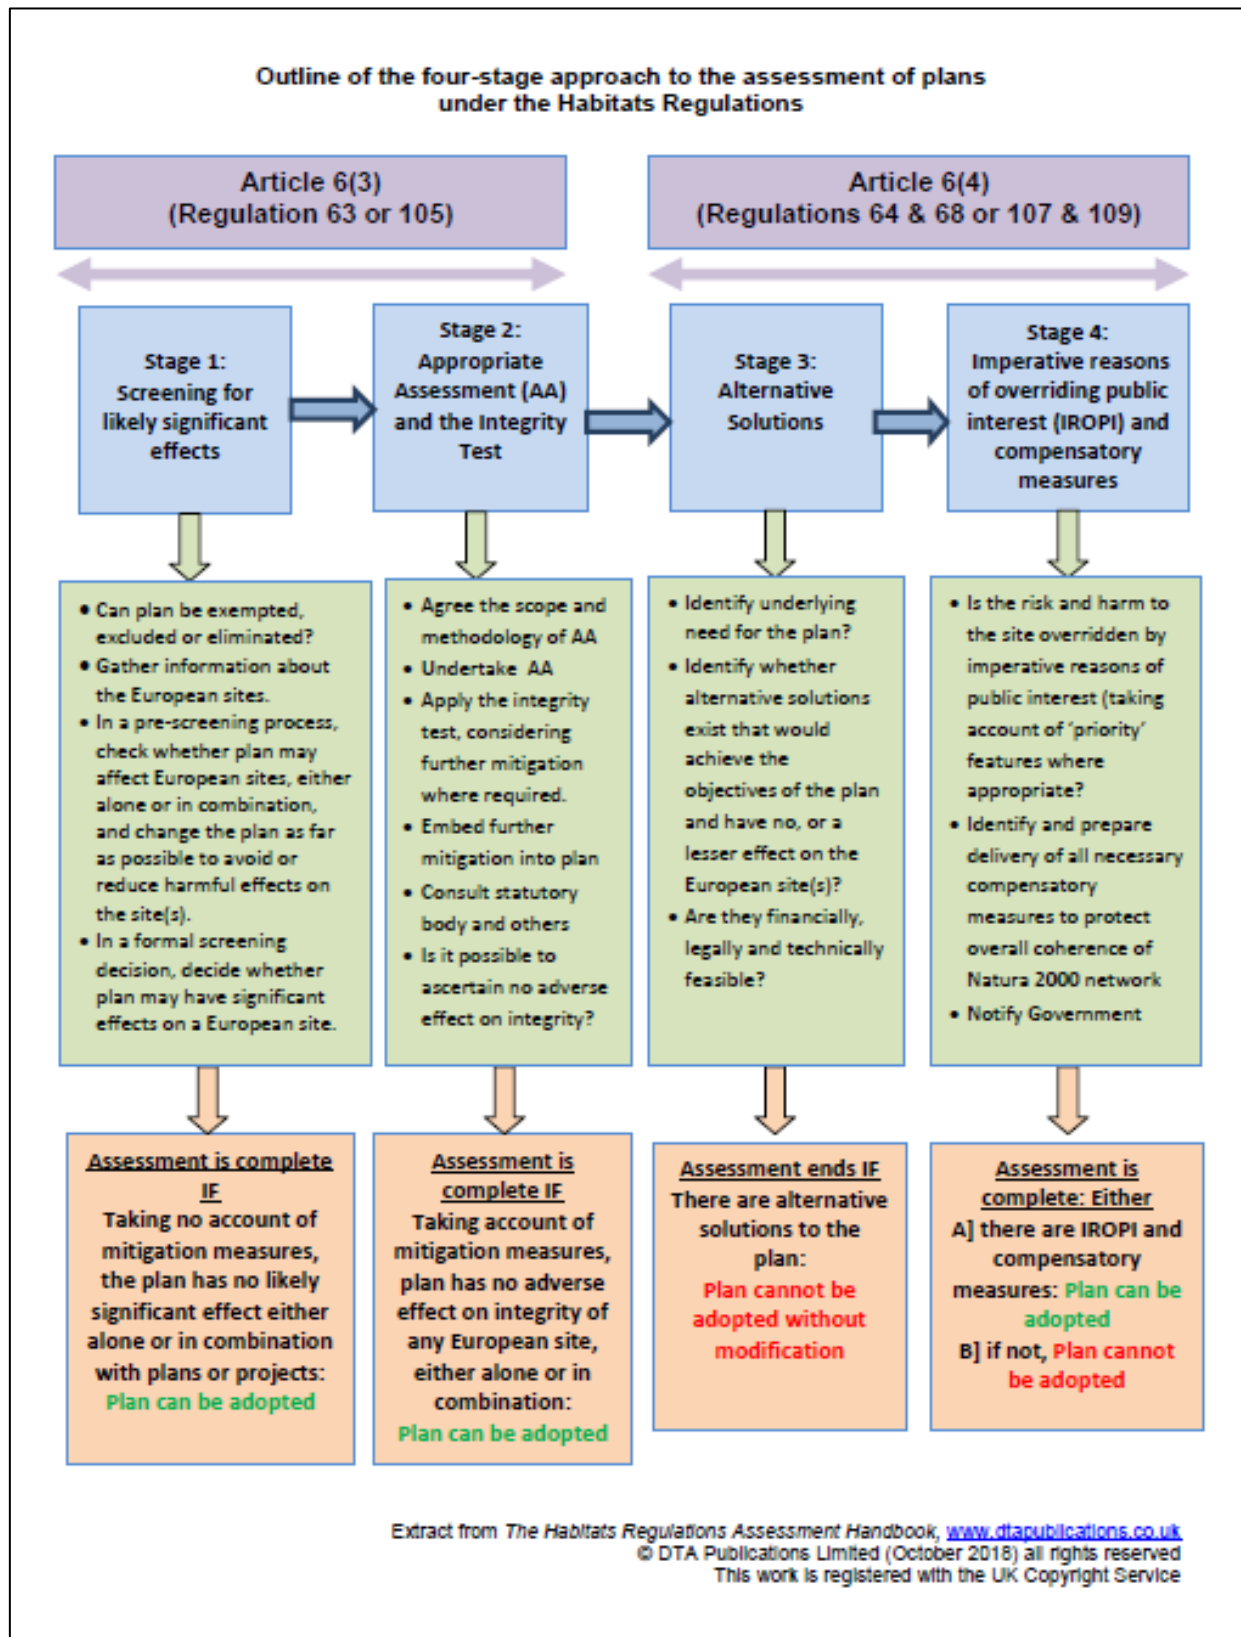 Outline of the four-stage approach to the assessment of plans
under the Habitats Regulations
Article 6(3)
(Regulation 63 or 105)
Article 6(4)
(Regulations 64 & 68 or 107 & 109)
Stage 1:
Screening for
likely significant
effects
Stage 2:
Appropriate
Assessment (AA)
and the Integrity
Test
Stage 3:
Alternative
Solutions
Stage 4:
Imperative reasons
of overriding public
interest (IROPI) and
compensatory
measures
• Can plan be exempted,
excluded or eliminated?
• Gather information about
the European sites.
• In a pre-screening process,
check whether plan may
affect European sites, either
alone or in combination,
and change the plan as far
as possible to avoid or
reduce harmful effects on
the site(s).
• In a formal screening
decision, decide whether
plan may have significant
effects on a European site.
• Agree the scope and
methodology of AA
• Undertake AA
• Apply the integrity
test, considering
further mitigation
where required.
• Embed further
mitigation into plan
• Consult statutory
body and others
• Is it possible to
ascertain no adverse
effect on integrity?
• Identify underlying
need for the plan?
• Identify whether
alternative solutions
exist that would
achieve the
objectives of the plan
and have no, or a
lesser effect on the
European site(s)?
• Are they financially,
legally and technically
feasible?
• Is the risk and harm to
the site overridden by
imperative reasons of
public interest (taking
account of ‘priority’
features where
appropriate?
• Identify and prepare
delivery of all necessary
compensatory
measures to protect
overall coherence of
Natura 2000 network
• Notify Government
Assessment is complete
IF
Taking no account of
mitigation measures,
the plan has no likely
significant effect either
alone or in combination
with plans or projects:
Plan can be adopted
Assessment is
complete IF
Taking account of
mitigation measures,
plan has no adverse
effect on integrity of
any European site,
either alone or in
combination:
Plan can be adopted
Assessment ends IF
There are alternative
solutions to the
plan:
Plan cannot be
adopted without
modification
Assessment is
complete: Either
A] there are IROPI and
compensatory
measures: Plan can be
adopted
B] if not, Plan cannot
be adopted
Extract from The Habitats Regulations Assessment Handbook, www.dtapublications.co.uk
© DTA Publications Limited (October 2018) all rights reserved
This work is registered with the UK Copyright Service